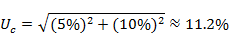 U_c = √((5%)² + (10%)²) ≈ 11.2%